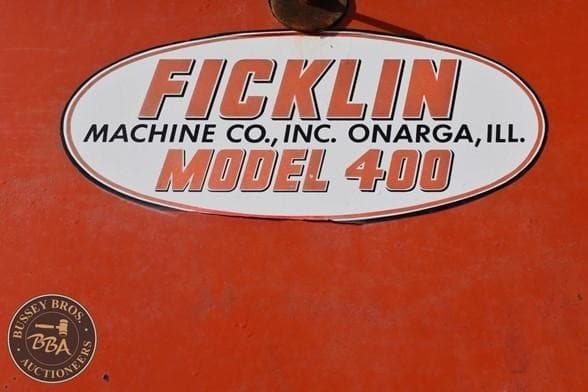 FICKLIN
MACHINE CO., INC. ONARGA, ILL.
MODEL 400
BUSSEY BROS.
BBA
AUCTIONEERS